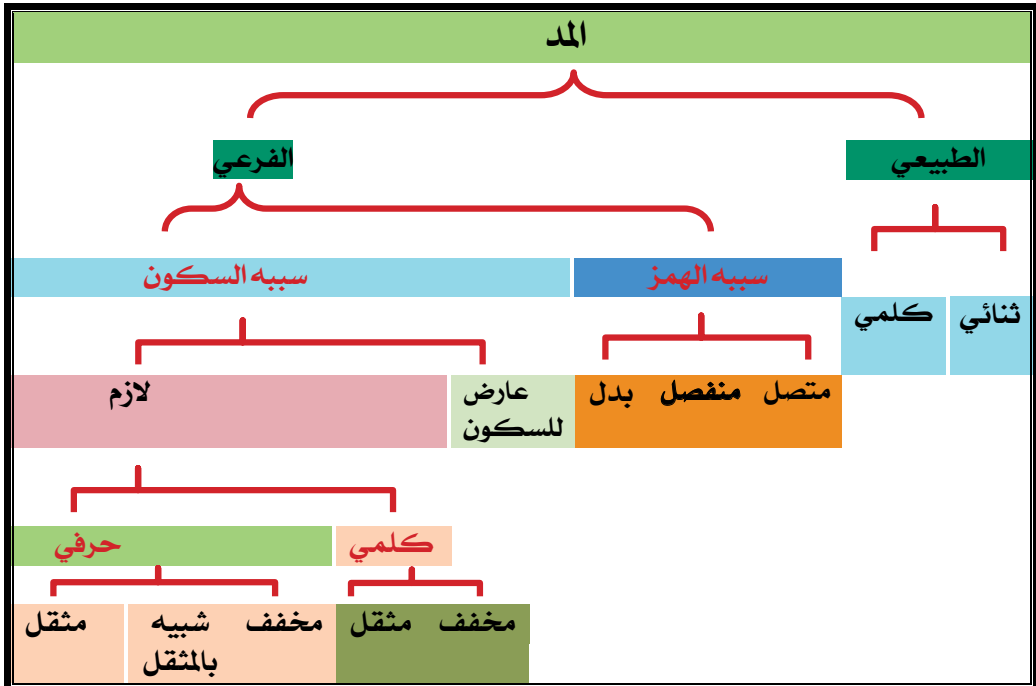 المد
الطبيعي
الفرعي
سببه الهمز
سببه السكون
ثنائي
كلمي
متصل
منفصل
بدل
عارض
للسكون
لازم
كلمي
حرفي
مخفف
مثقل
مخفف
شبيه
بالمثقل
مثقل